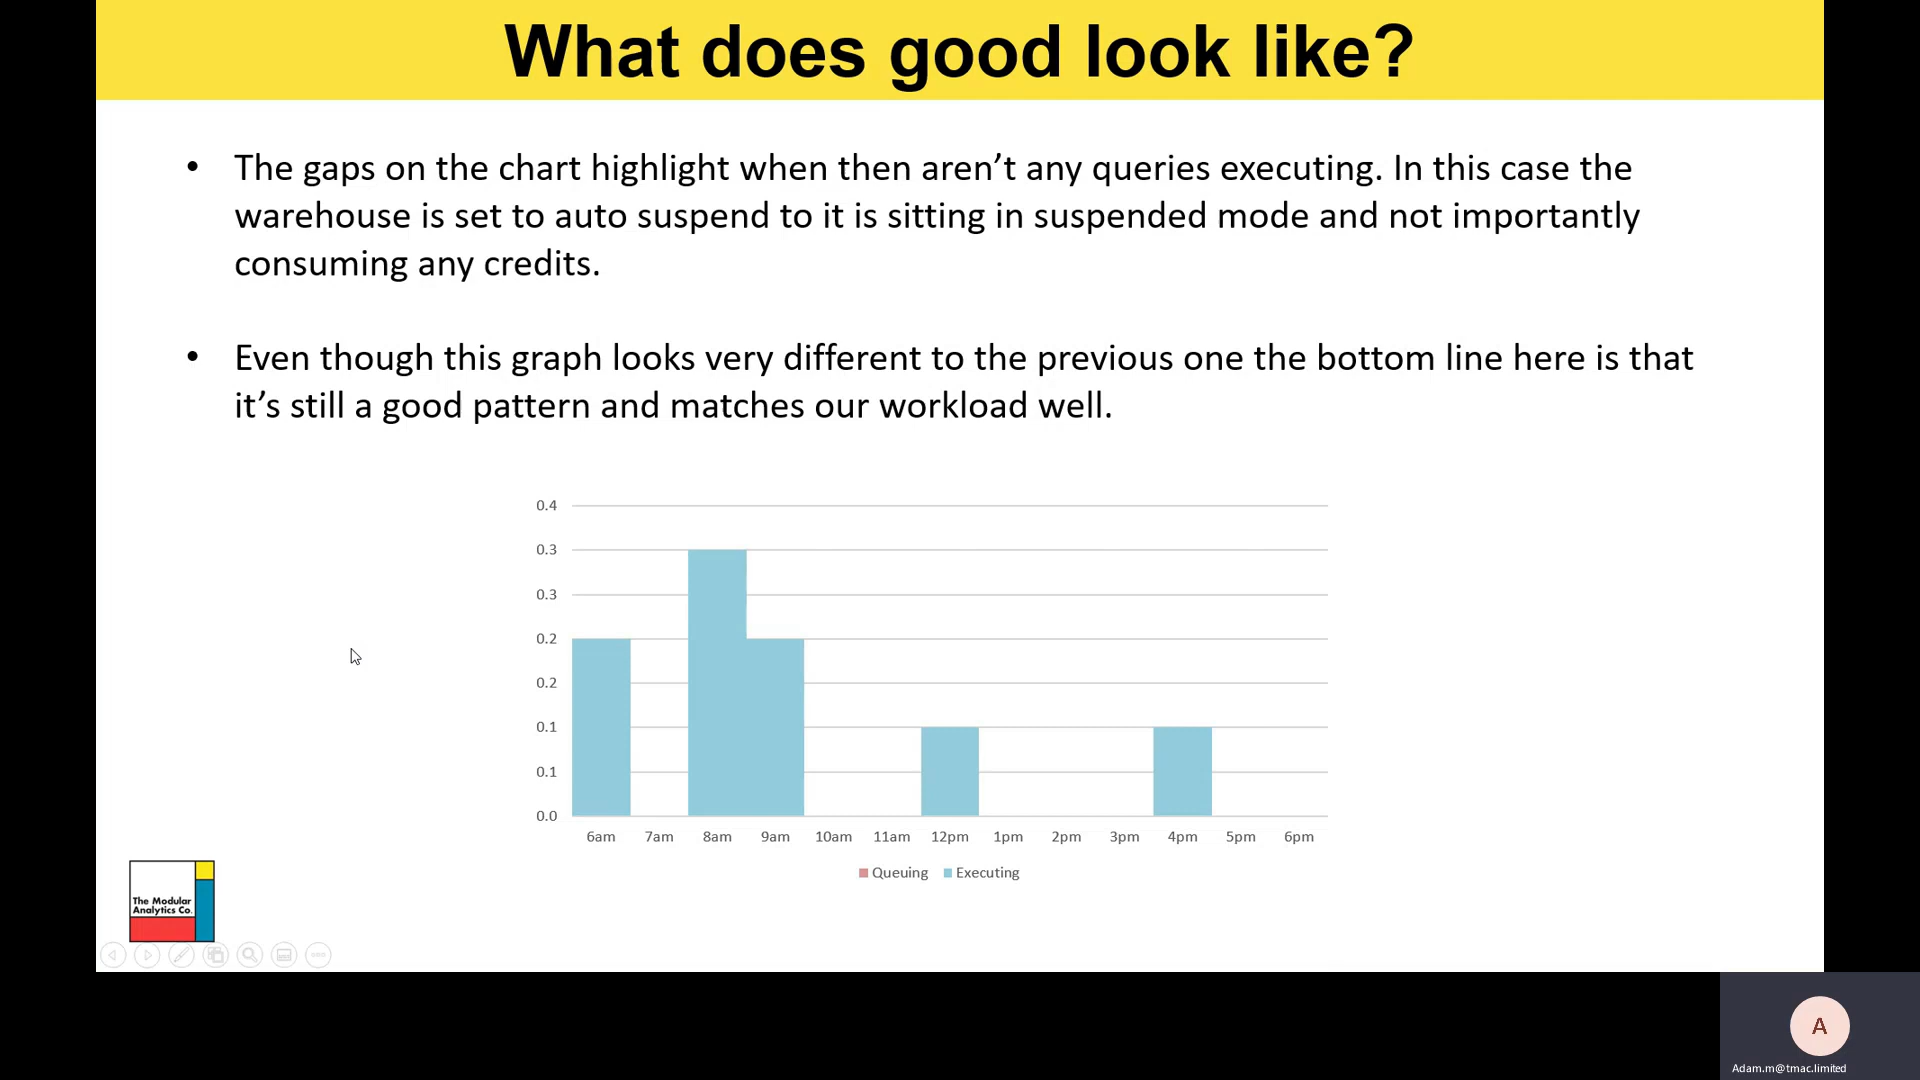 What does good look like?
• The gaps on the chart highlight when then aren’t any queries executing. In this case the
warehouse is set to auto suspend to it is sitting in suspended mode and not importantly
consuming any credits.
• Even though this graph looks very different to the previous one the bottom line here is that
it’s still a good pattern and matches our workload well.
0.4
0.3
0.3
0.2
0.2
0.1
0.1
0.0
6am 7am 8am 9am 10am 11am 12pm 1pm 2pm 3pm 4pm 5pm 6pm
Queuing Executing
The Modular
Analytics Co.
A
Adam.m@tmac.limited